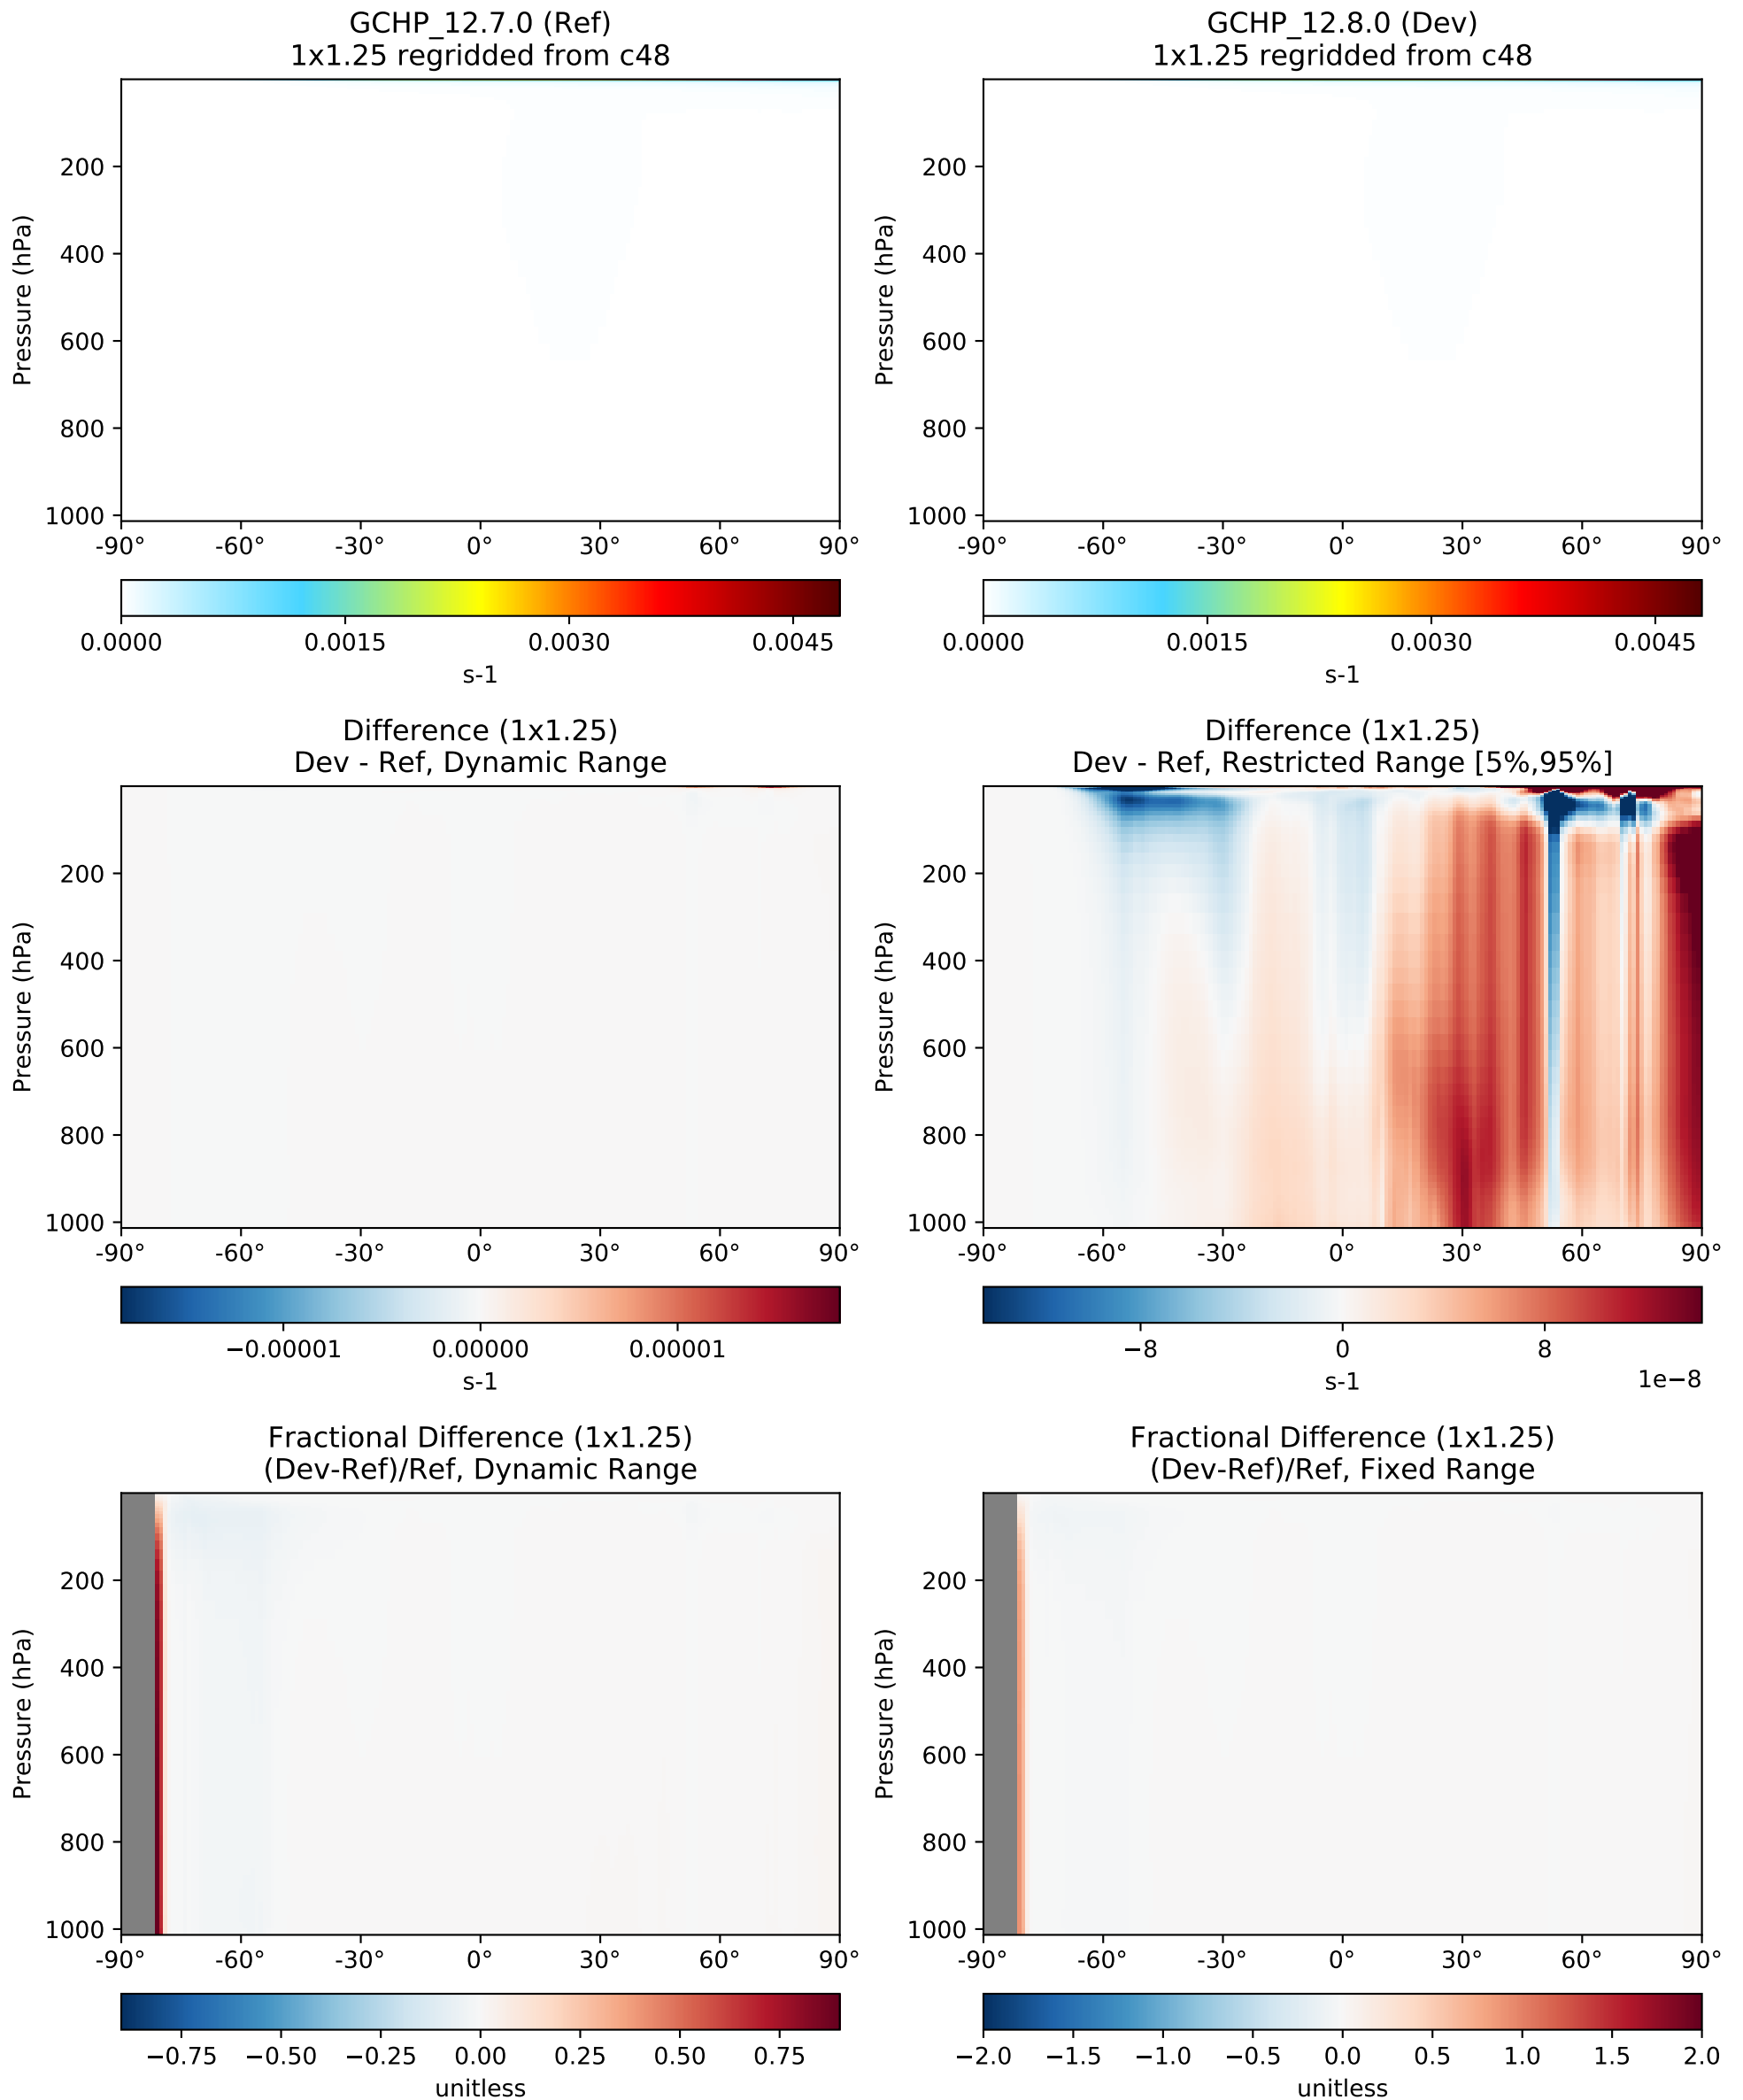 GCHP_12.7.0 (Ref)
1x1.25 regridded from c48
Pressure (hPa)
200
400
600
800
1000
-90° -60° -30° 0° 30° 60° 90°
0.0000 0.0015 0.0030 0.0045
s-1
GCHP_12.8.0 (Dev)
1x1.25 regridded from c48
Pressure (hPa)
200
400
600
800
1000
-90° -60° -30° 0° 30° 60° 90°
0.0000 0.0015 0.0030 0.0045
s-1
Difference (1x1.25)
Dev - Ref, Dynamic Range
Pressure (hPa)
200
400
600
800
1000
-90° -60° -30° 0° 30° 60° 90°
−0.00001 0.00000 0.00001
s-1
Difference (1x1.25)
Dev - Ref, Restricted Range [5%,95%]
Pressure (hPa)
200
400
600
800
1000
-90° -60° -30° 0° 30° 60° 90°
−8 0 8
s-1
1e−8
Fractional Difference (1x1.25)
(Dev-Ref)/Ref, Dynamic Range
Pressure (hPa)
200
400
600
800
1000
-90° -60° -30° 0° 30° 60° 90°
−0.75 −0.50 −0.25 0.00 0.25 0.50 0.75
unitless
Fractional Difference (1x1.25)
(Dev-Ref)/Ref, Fixed Range
Pressure (hPa)
200
400
600
800
1000
-90° -60° -30° 0° 30° 60° 90°
−2.0 −1.5 −1.0 −0.5 0.0 0.5 1.0 1.5 2.0
unitless